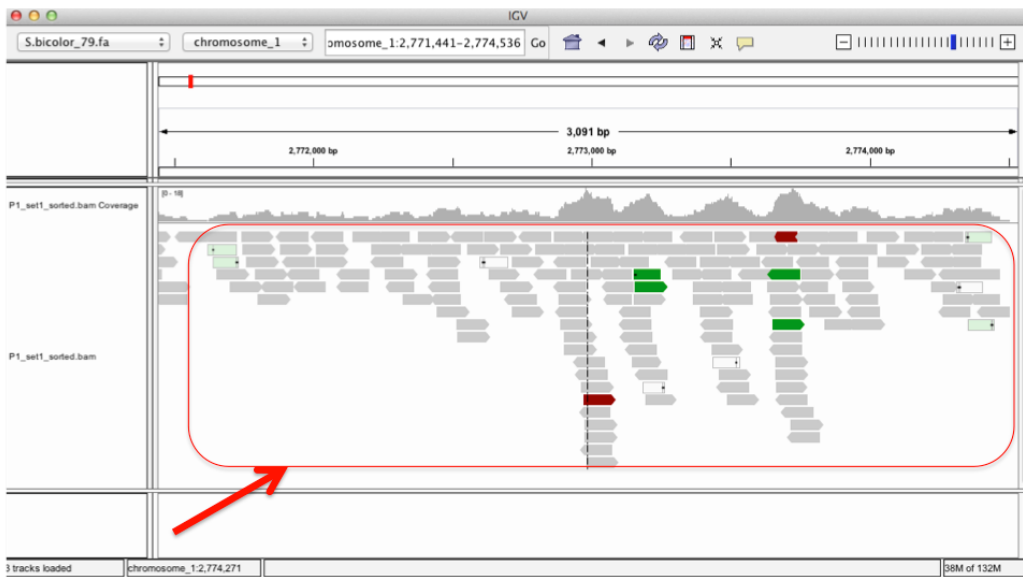 IGV
S.bicolor_79.fa chromosome_1 omosome_1:2,771,441-2,774,536 Go
3,091 bp
2,772,000 bp 2,773,000 bp 2,774,000 bp
[0 - 18]
P1_set1_sorted.bam Coverage
P1_set1_sorted.bam
3 tracks loaded chromosome_1:2,774,271 38M of 132M